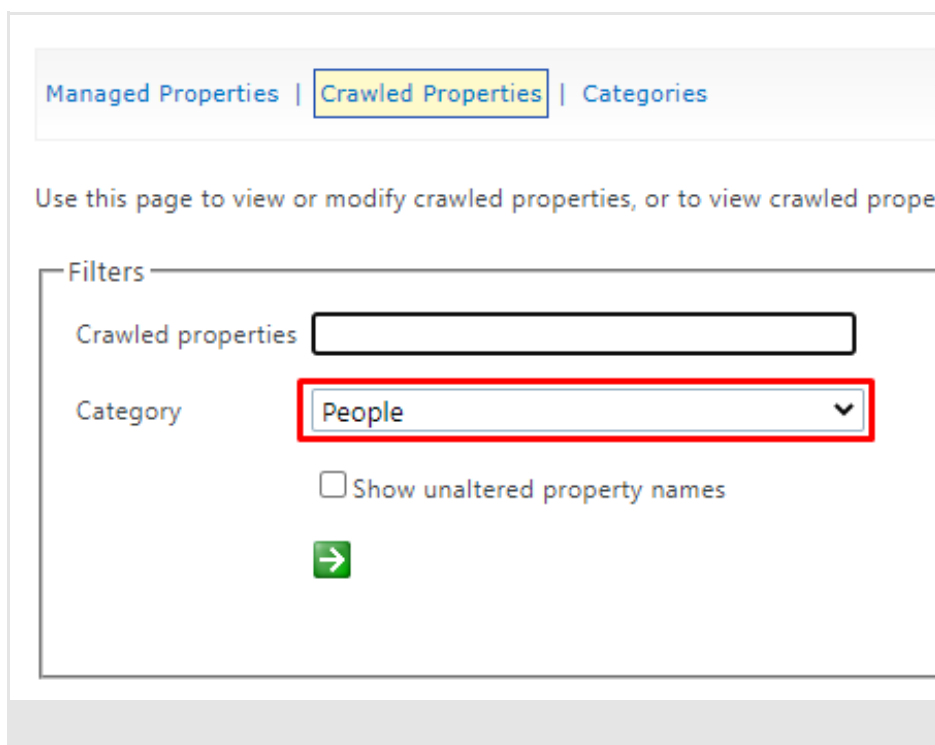 Managed Properties | Crawled Properties | Categories
Use this page to view or modify crawled properties, or to view crawled prope
Filters
Crawled properties
Category People
Show unaltered property names